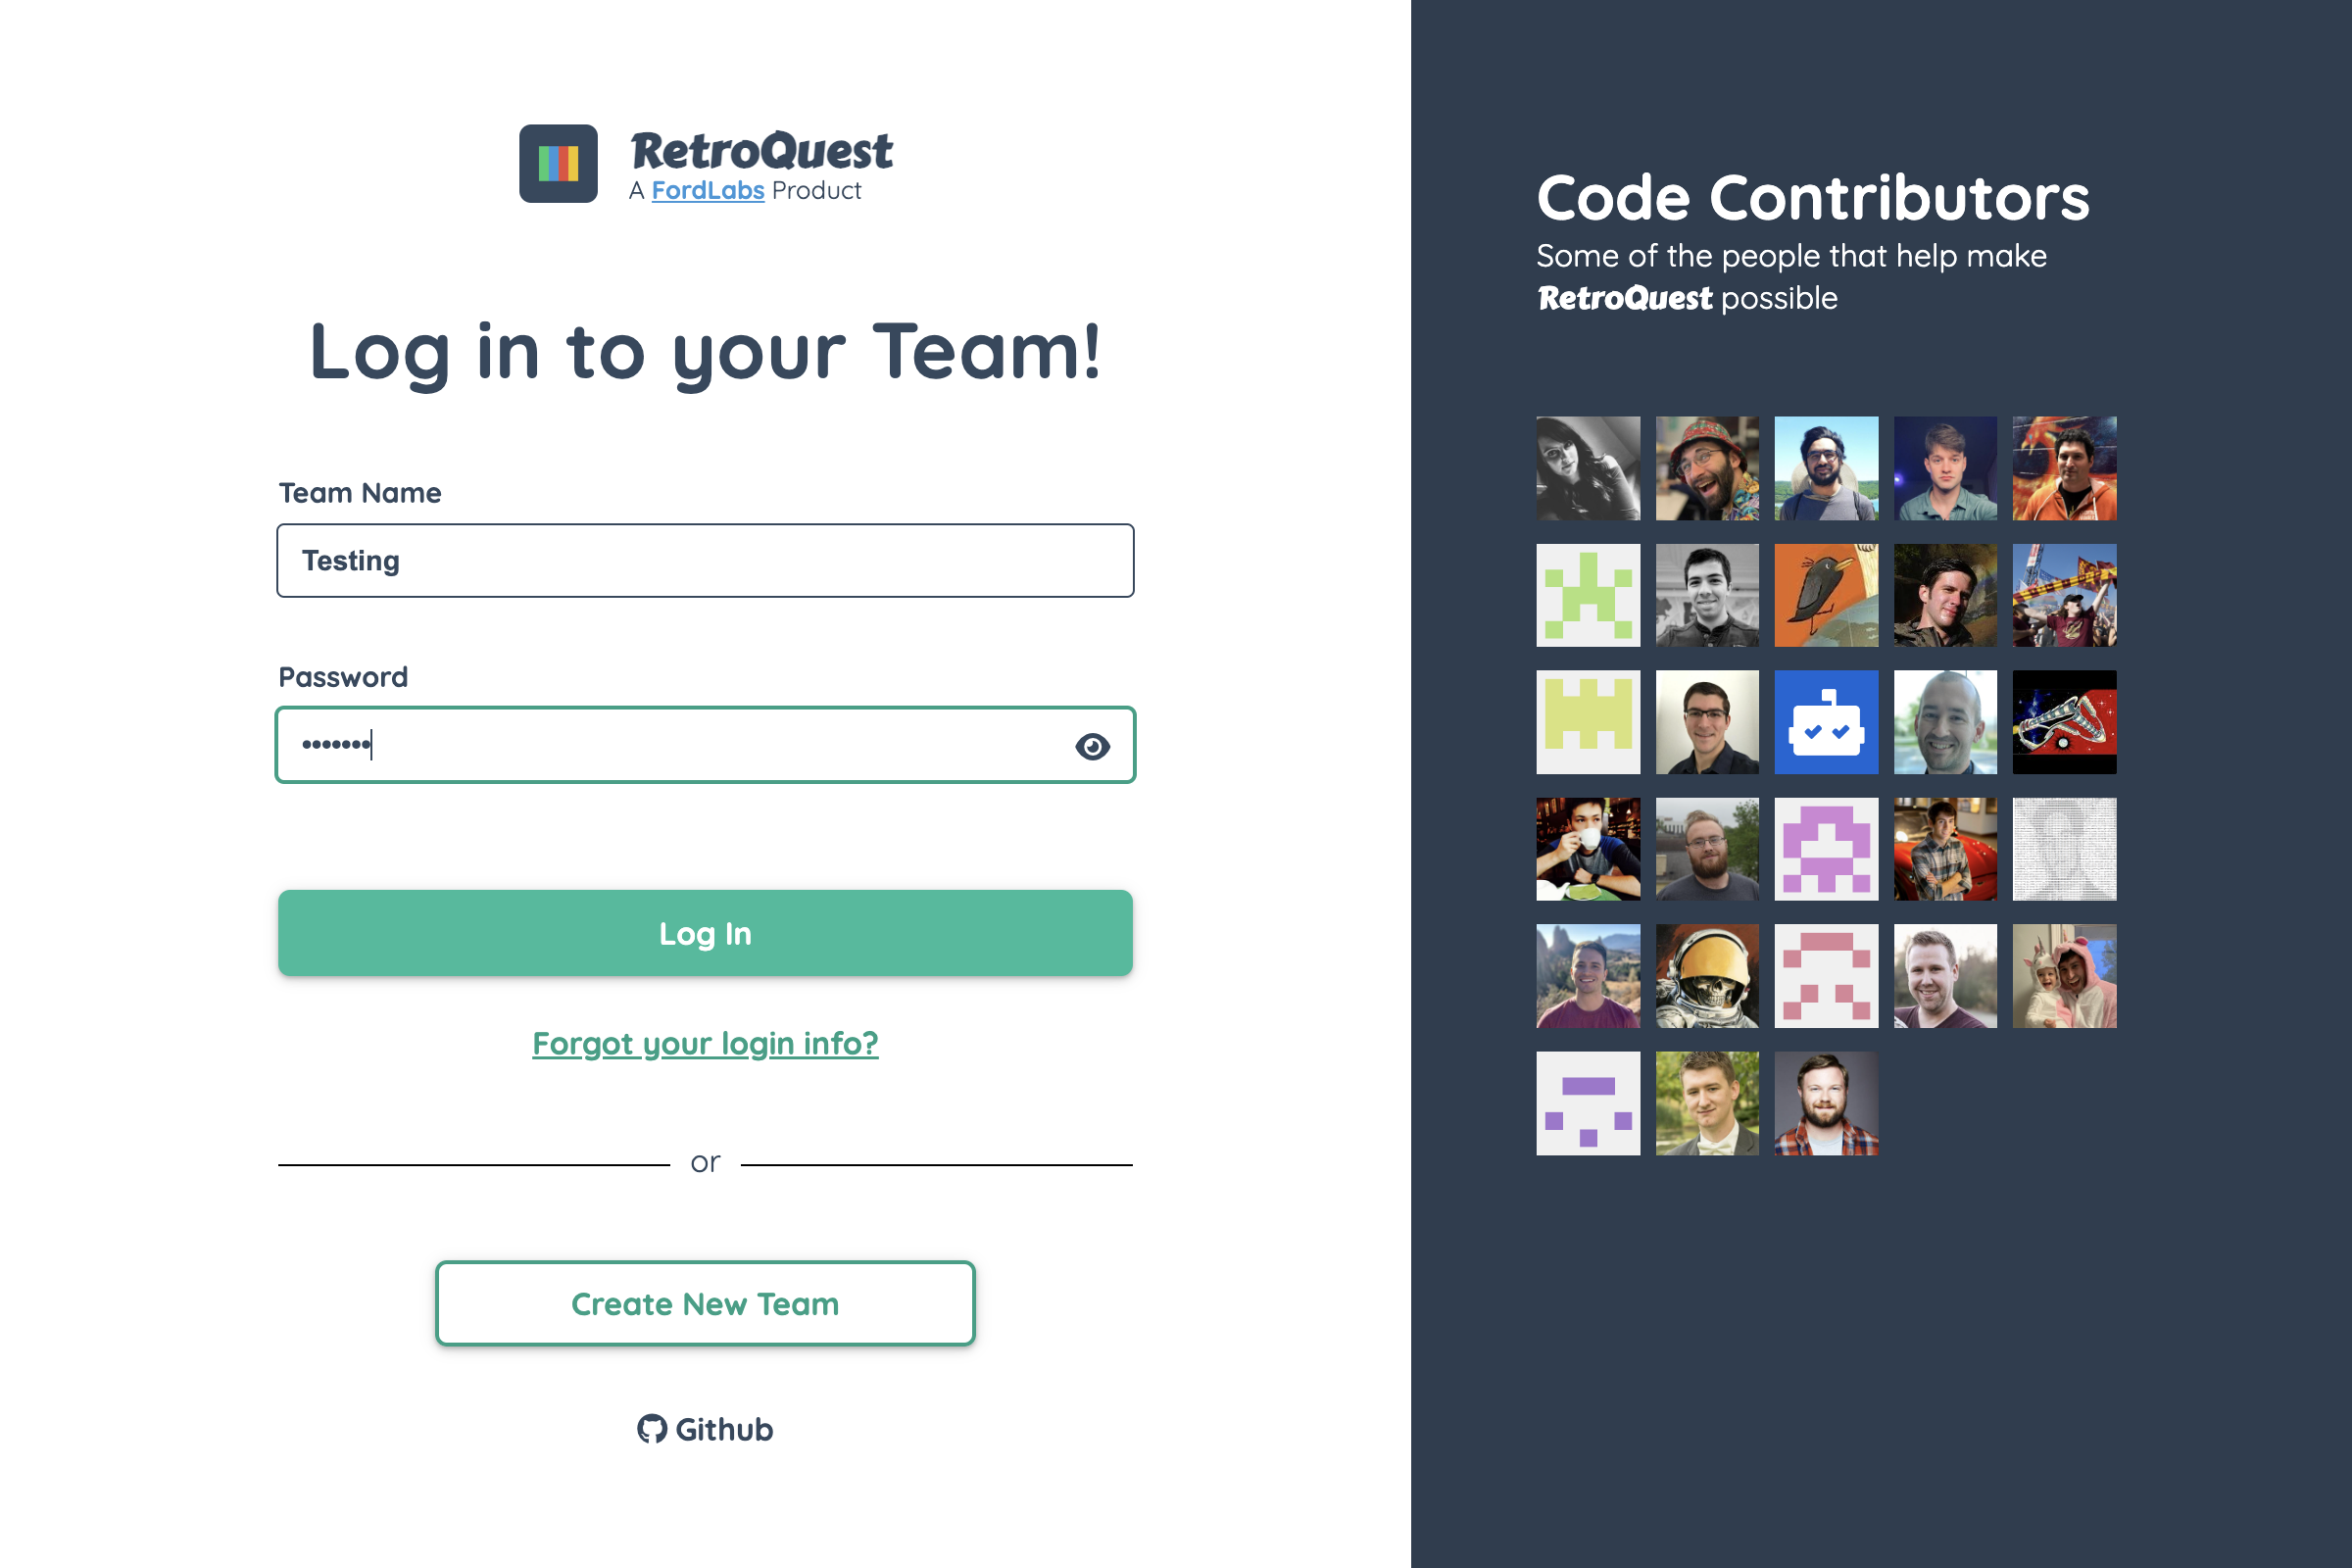 RetroQuest
A FordLabs Product
Log in to your Team!
Team Name
Testing
Password
•••••••
Log In
Forgot your login info?
or
Create New Team
Github
Code Contributors
Some of the people that help make
RetroQuest possible